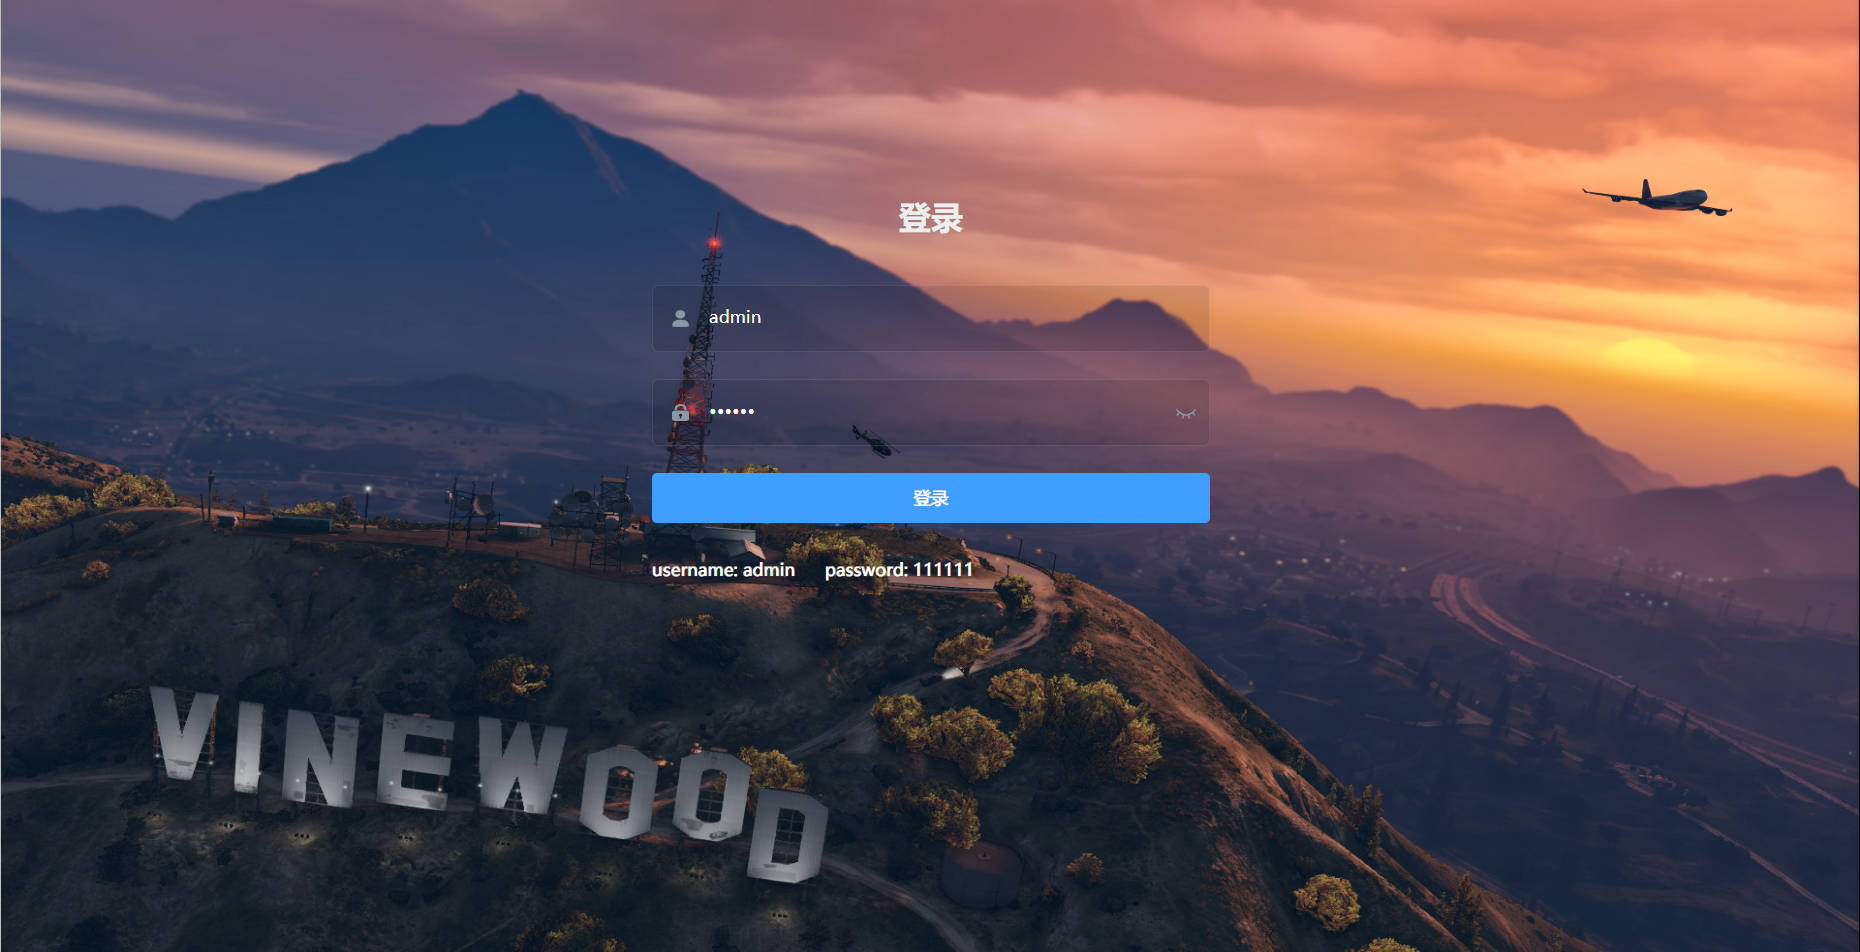 登录
admin
••••••
登录
username: admin password: 111111
VINEWOOD